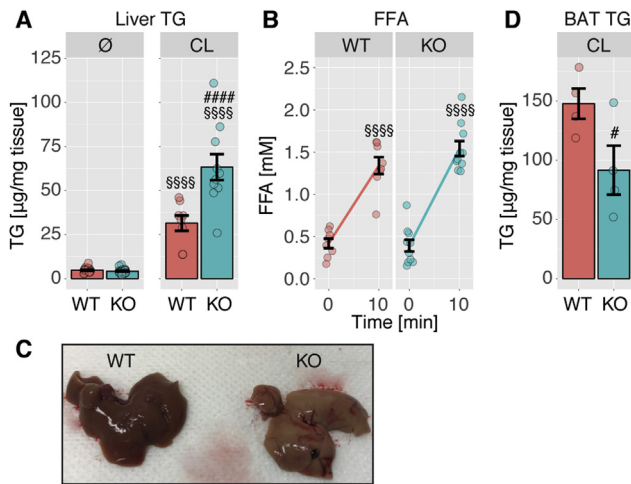 A
Liver TG
Ø
CL
TG [µg/mg tissue]
125
100
75
50
25
0
####
§§§§
§§§§
WT KO
WT KO
B
FFA
WT
KO
FFA [mM]
2.5
2.0
1.5
1.0
0.5
0.0
§§§§
§§§§
0
10
0
10
Time [min]
D
BAT TG
CL
TG [µg/mg tissue]
150
100
50
0
#
WT KO
C
WT
KO